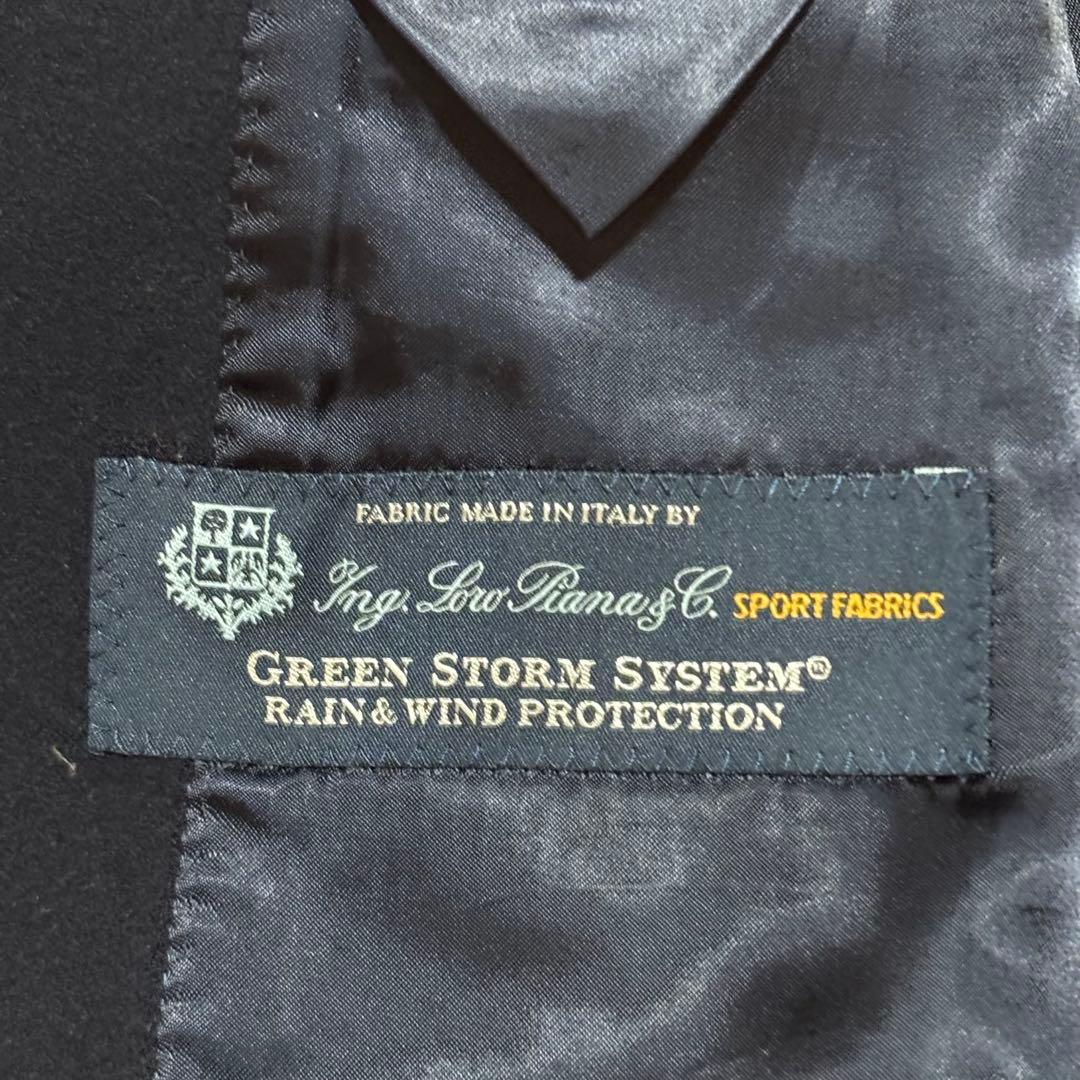 FABRIC MADE IN ITALY BY
Ing. Loro Piana & C. SPORT FABRICS
GREEN STORM SYSTEM®
RAIN & WIND PROTECTION